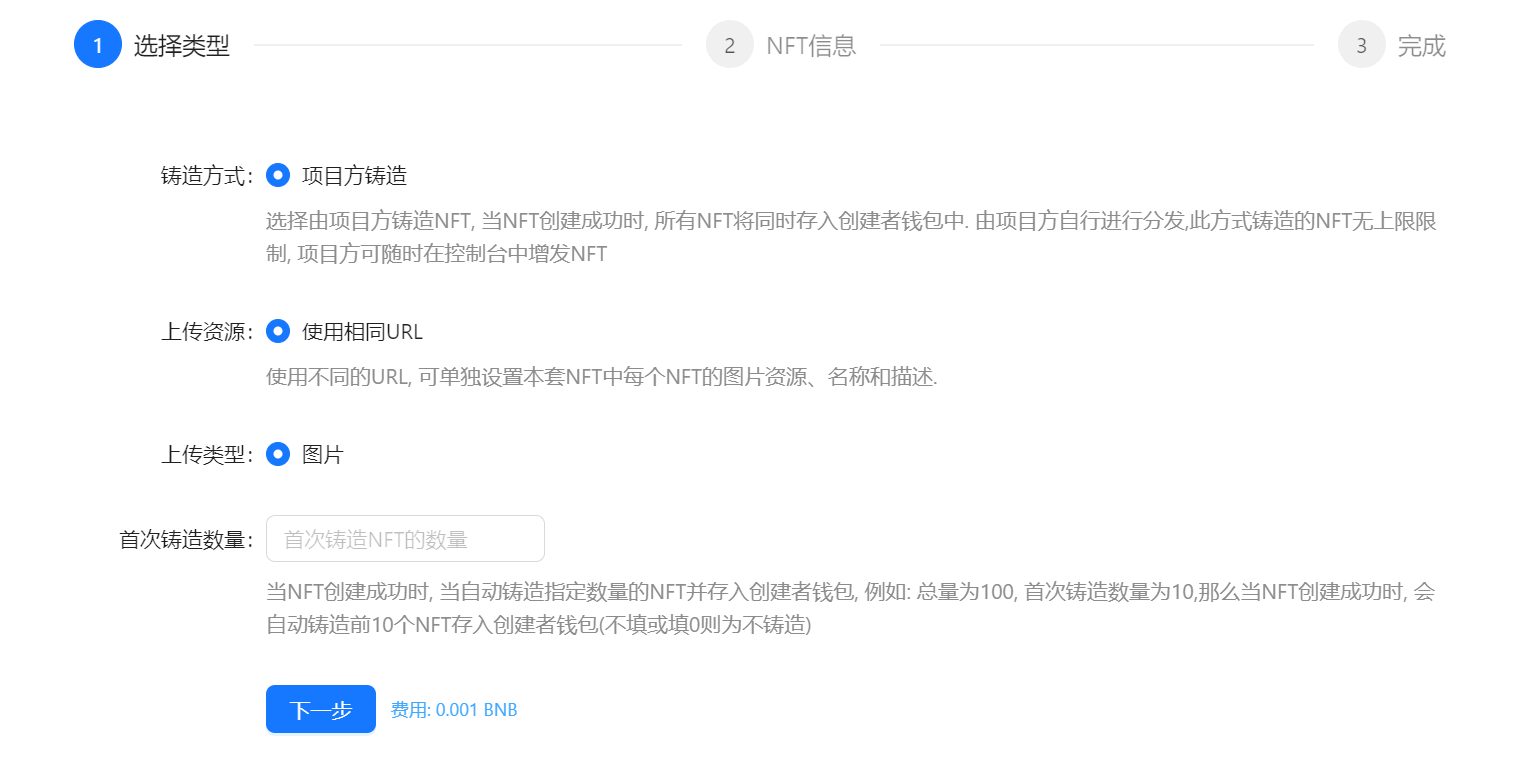 1 选择类型 2 NFT信息 3 完成
铸造方式: 项目方铸造
选择由项目方铸造NFT, 当NFT创建成功时, 所有NFT将同时存入创建者钱包中. 由项目方自行进行分发,此方式铸造的NFT无上限限
制, 项目方可随时在控制台中增发NFT
上传资源: 使用相同URL
使用不同的URL, 可单独设置本套NFT中每个NFT的图片资源、名称和描述.
上传类型: 图片
首次铸造数量: 首次铸造NFT的数量
当NFT创建成功时, 当自动铸造指定数量的NFT并存入创建者钱包, 例如: 总量为100, 首次铸造数量为10,那么当NFT创建成功时, 会
自动铸造前10个NFT存入创建者钱包(不填或填0则为不铸造)
下一步 费用: 0.001 BNB